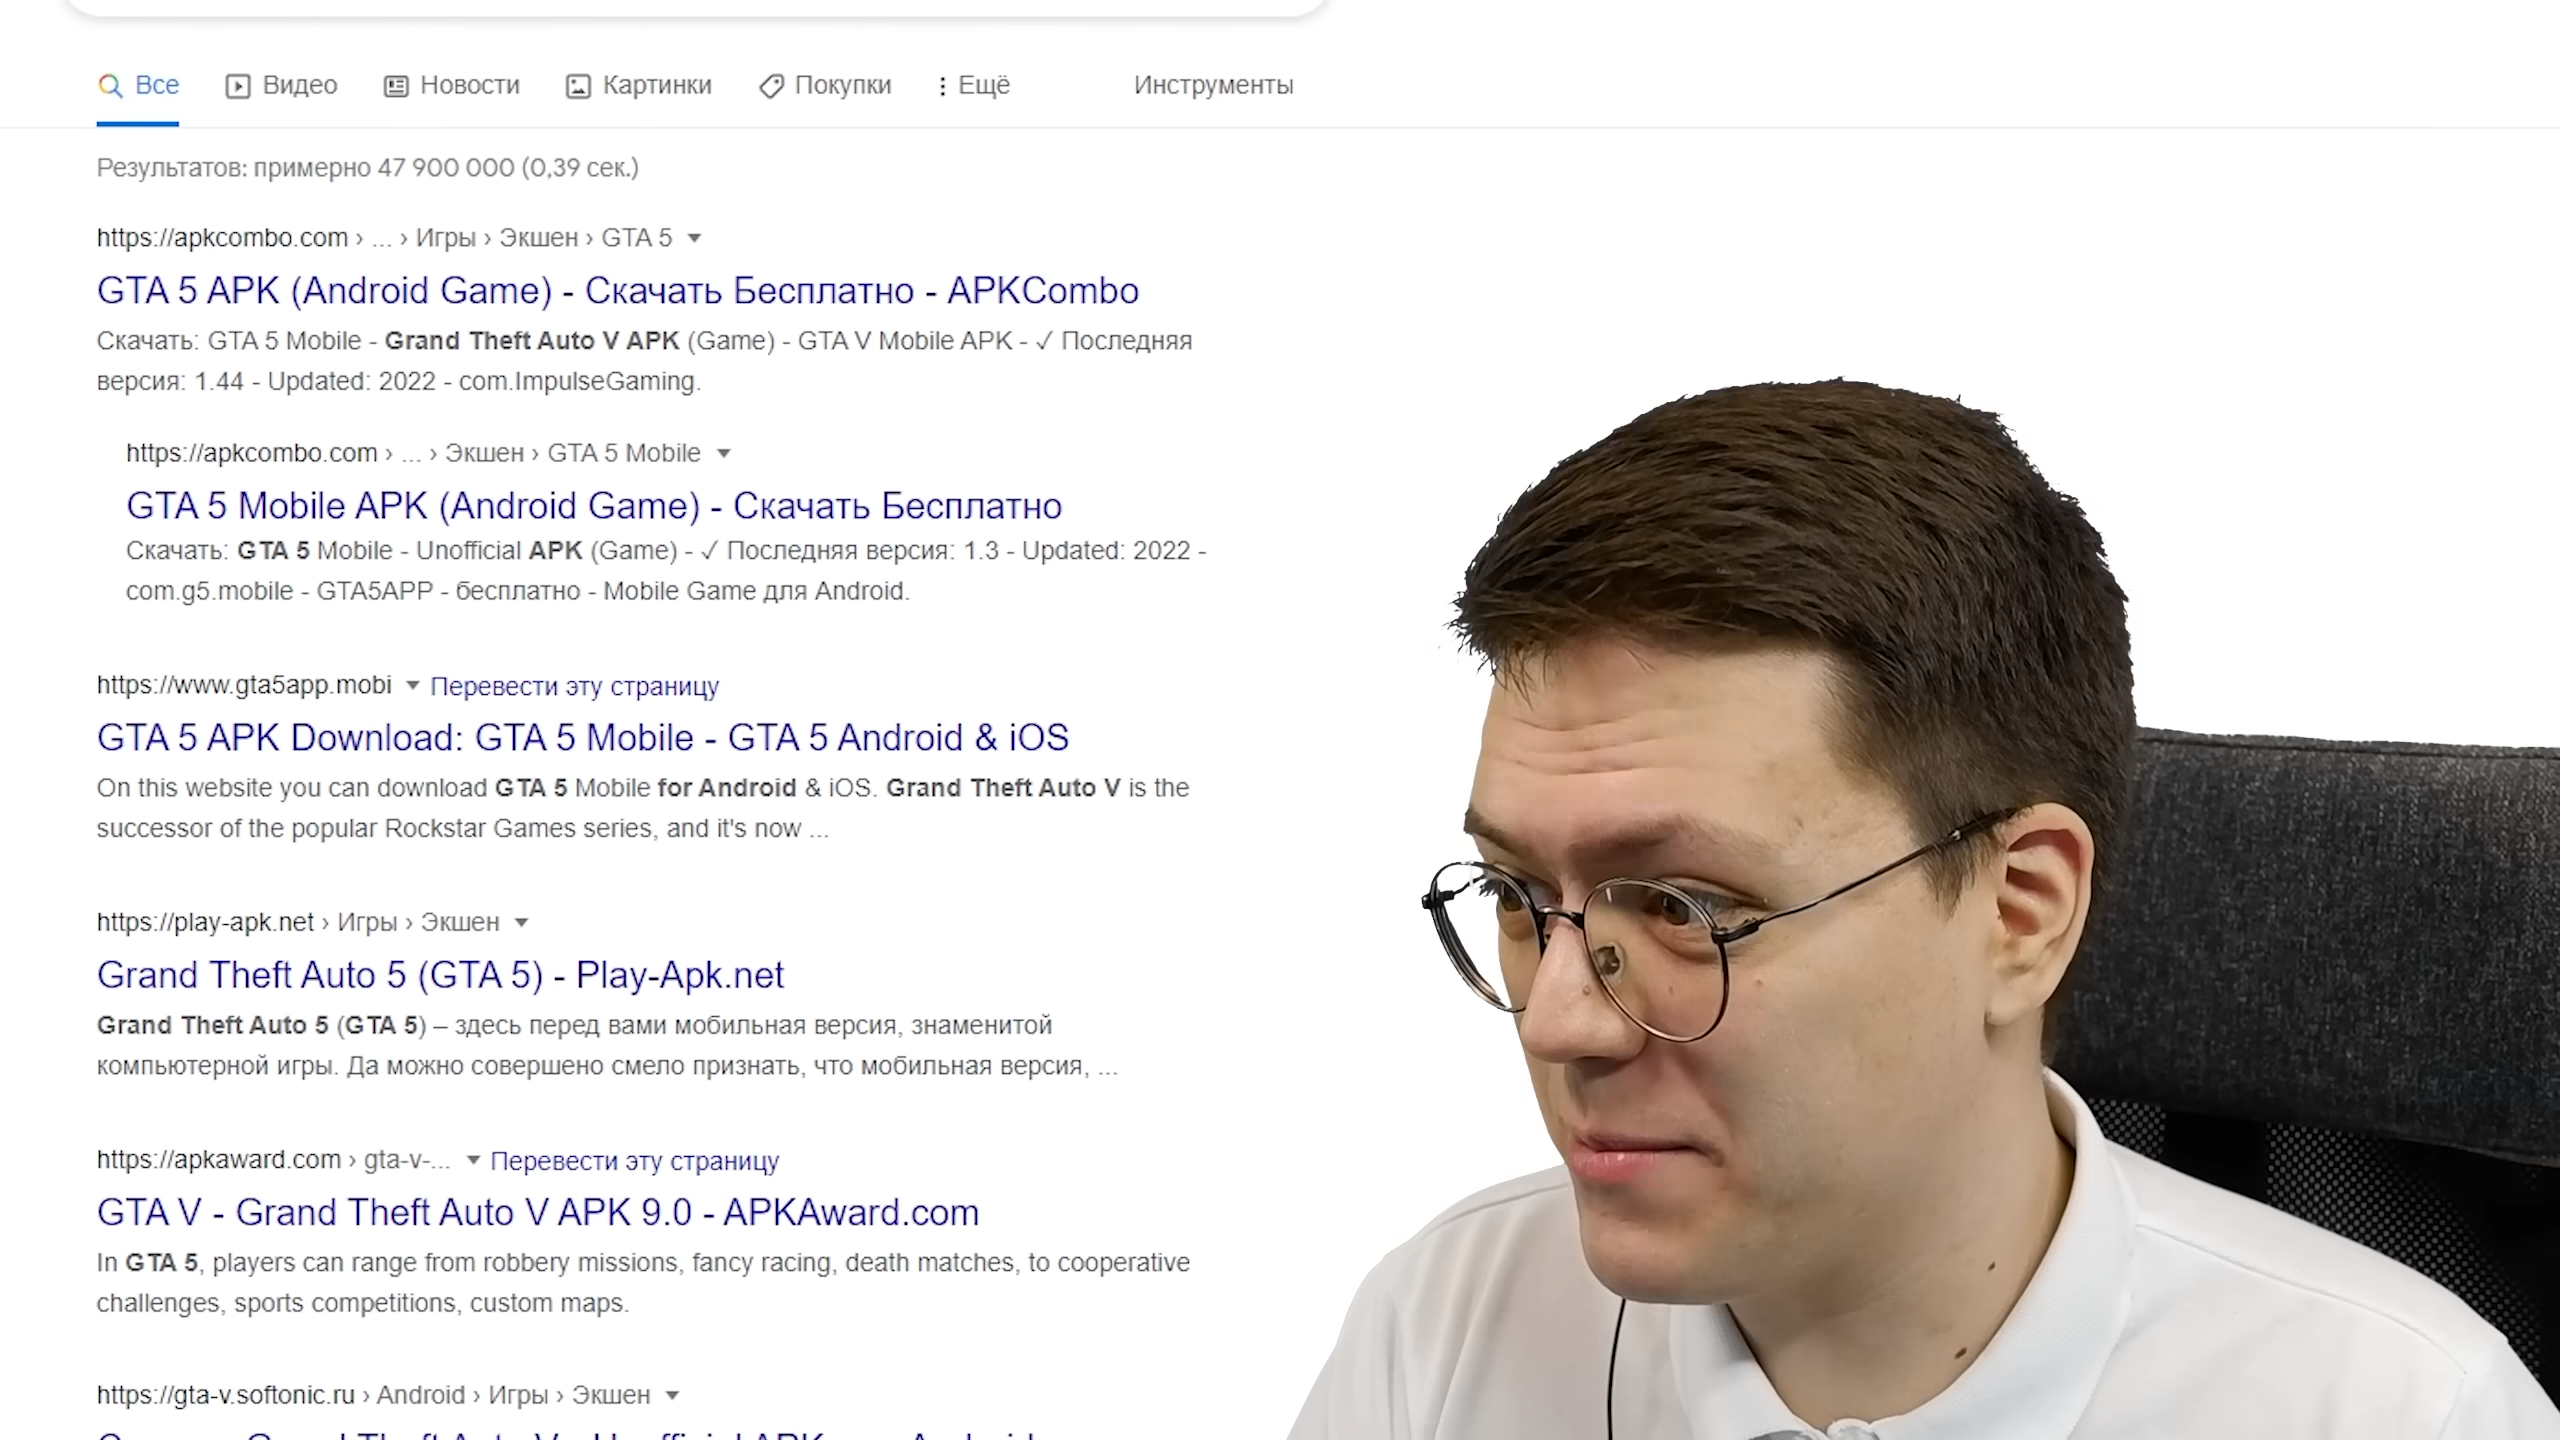 Все Видео Новости Картинки Покупки Ещё Инструменты
Результатов: примерно 47 900 000 (0,39 сек.)
https://apkcombo.com › ... › Игры › Экшен › GTA 5
GTA 5 APK (Android Game) - Скачать Бесплатно - APKCombo
Скачать: GTA 5 Mobile - Grand Theft Auto V APK (Game) - GTA V Mobile APK - ✓ Последняя
версия: 1.44 - Updated: 2022 - com.ImpulseGaming.
https://apkcombo.com › ... › Экшен › GTA 5 Mobile
GTA 5 Mobile APK (Android Game) - Скачать Бесплатно
Скачать: GTA 5 Mobile - Unofficial APK (Game) - ✓ Последняя версия: 1.3 - Updated: 2022 -
com.g5.mobile - GTA5APP - бесплатно - Mobile Game для Android.
https://www.gta5app.mobi Перевести эту страницу
GTA 5 APK Download: GTA 5 Mobile - GTA 5 Android & iOS
On this website you can download GTA 5 Mobile for Android & iOS. Grand Theft Auto V is the
successor of the popular Rockstar Games series, and it's now ...
https://play-apk.net › Игры › Экшен
Grand Theft Auto 5 (GTA 5) - Play-Apk.net
Grand Theft Auto 5 (GTA 5) – здесь перед вами мобильная версия, знаменитой
компьютерной игры. Да можно совершено смело признать, что мобильная версия, ...
https://apkaward.com › gta-v-... Перевести эту страницу
GTA V - Grand Theft Auto V APK 9.0 - APKAward.com
In GTA 5, players can range from robbery missions, fancy racing, death matches, to cooperative
challenges, sports competitions, custom maps.
https://gta-v.softonic.ru › Android › Игры › Экшен
Grand Theft Auto V